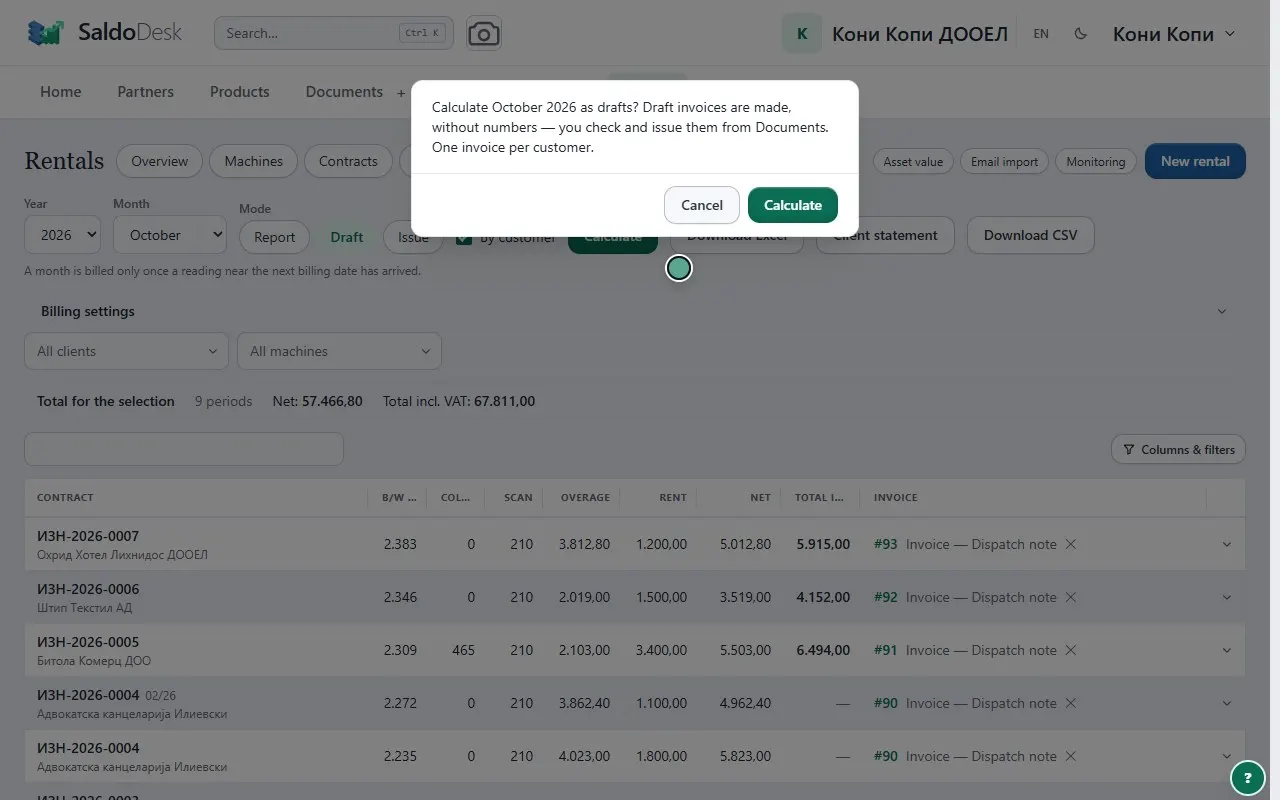 SaldoDesk
Search...
Ctrl K
K
Кони Копи ДООЕЛ
EN
Кони Копи
Home
Partners
Products
Documents
+
Calculate October 2026 as drafts? Draft invoices are made,
without numbers — you check and issue them from Documents.
One invoice per customer.
Cancel
Calculate
Rentals
Overview
Machines
Contracts
Asset value
Email import
Monitoring
New rental
Year
Month
Mode
2026
October
Report
Draft
Issue
By customer
Calculate
Download Excel
Client statement
Download CSV
A month is billed only once a reading near the next billing date has arrived.
Billing settings
All clients
All machines
Total for the selection
9 periods
Net: 57.466,80
Total incl. VAT: 67.811,00
Columns & filters
CONTRACT
B/W ...
COL...
SCAN
OVERAGE
RENT
NET
TOTAL I...
INVOICE
ИЗН-2026-0007
Охрид Хотел Лихнидос ДООЕЛ
2.383 0 210 3.812,80 1.200,00 5.012,80 5.915,00 #93 Invoice — Dispatch note
ИЗН-2026-0006
Штип Текстил АД
2.346 0 210 2.019,00 1.500,00 3.519,00 4.152,00 #92 Invoice — Dispatch note
ИЗН-2026-0005
Битола Комерц ДОО
2.309 465 210 2.103,00 3.400,00 5.503,00 6.494,00 #91 Invoice — Dispatch note
ИЗН-2026-0004 02/26
Адвокатска канцеларија Илиевски
2.272 0 210 3.862,40 1.100,00 4.962,40 — #90 Invoice — Dispatch note
ИЗН-2026-0004
Адвокатска канцеларија Илиевски
2.235 0 210 4.023,00 1.800,00 5.823,00 — #90 Invoice — Dispatch note
?